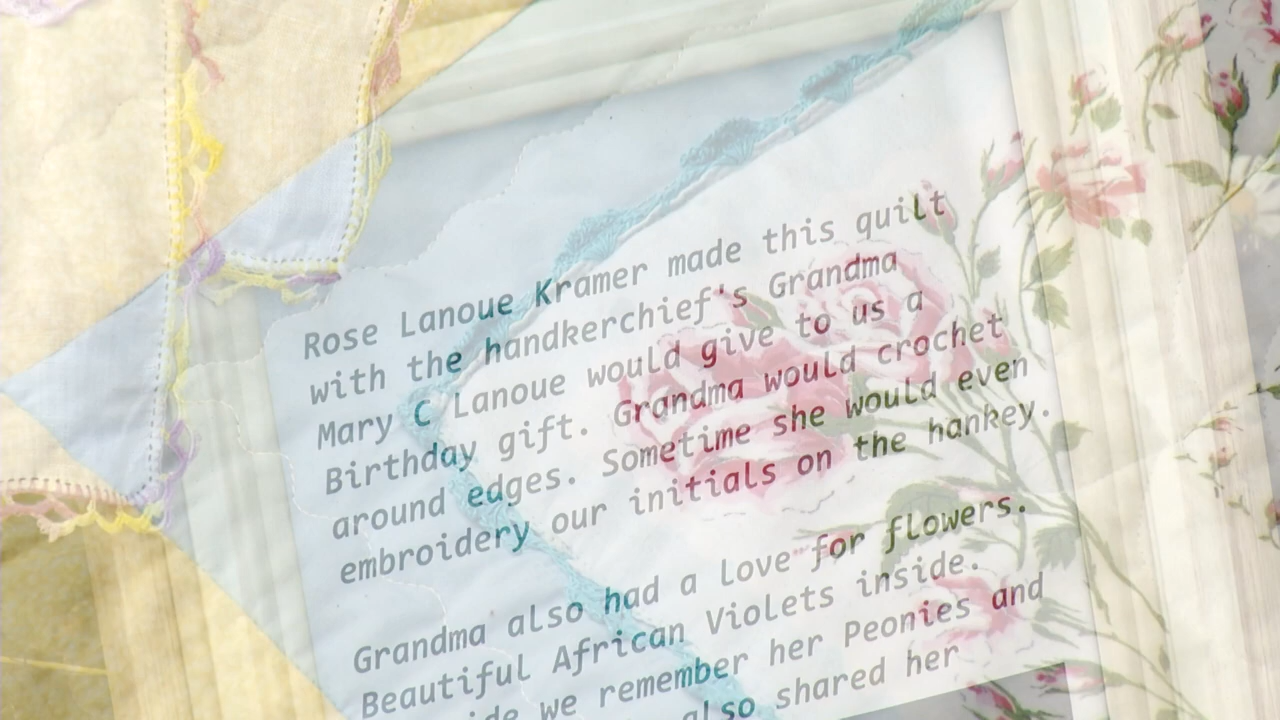 Rose Lanoue Kramer made this quilt
with the handkerchief's Grandma
Mary C Lanoue would give to us a
Birthday gift. Grandma would crochet
around edges. Sometime she would even
embroidery our initials on the hankey.
Grandma also had a love for flowers.
Beautiful African Violets inside.
we remember her Peonies and
also shared her